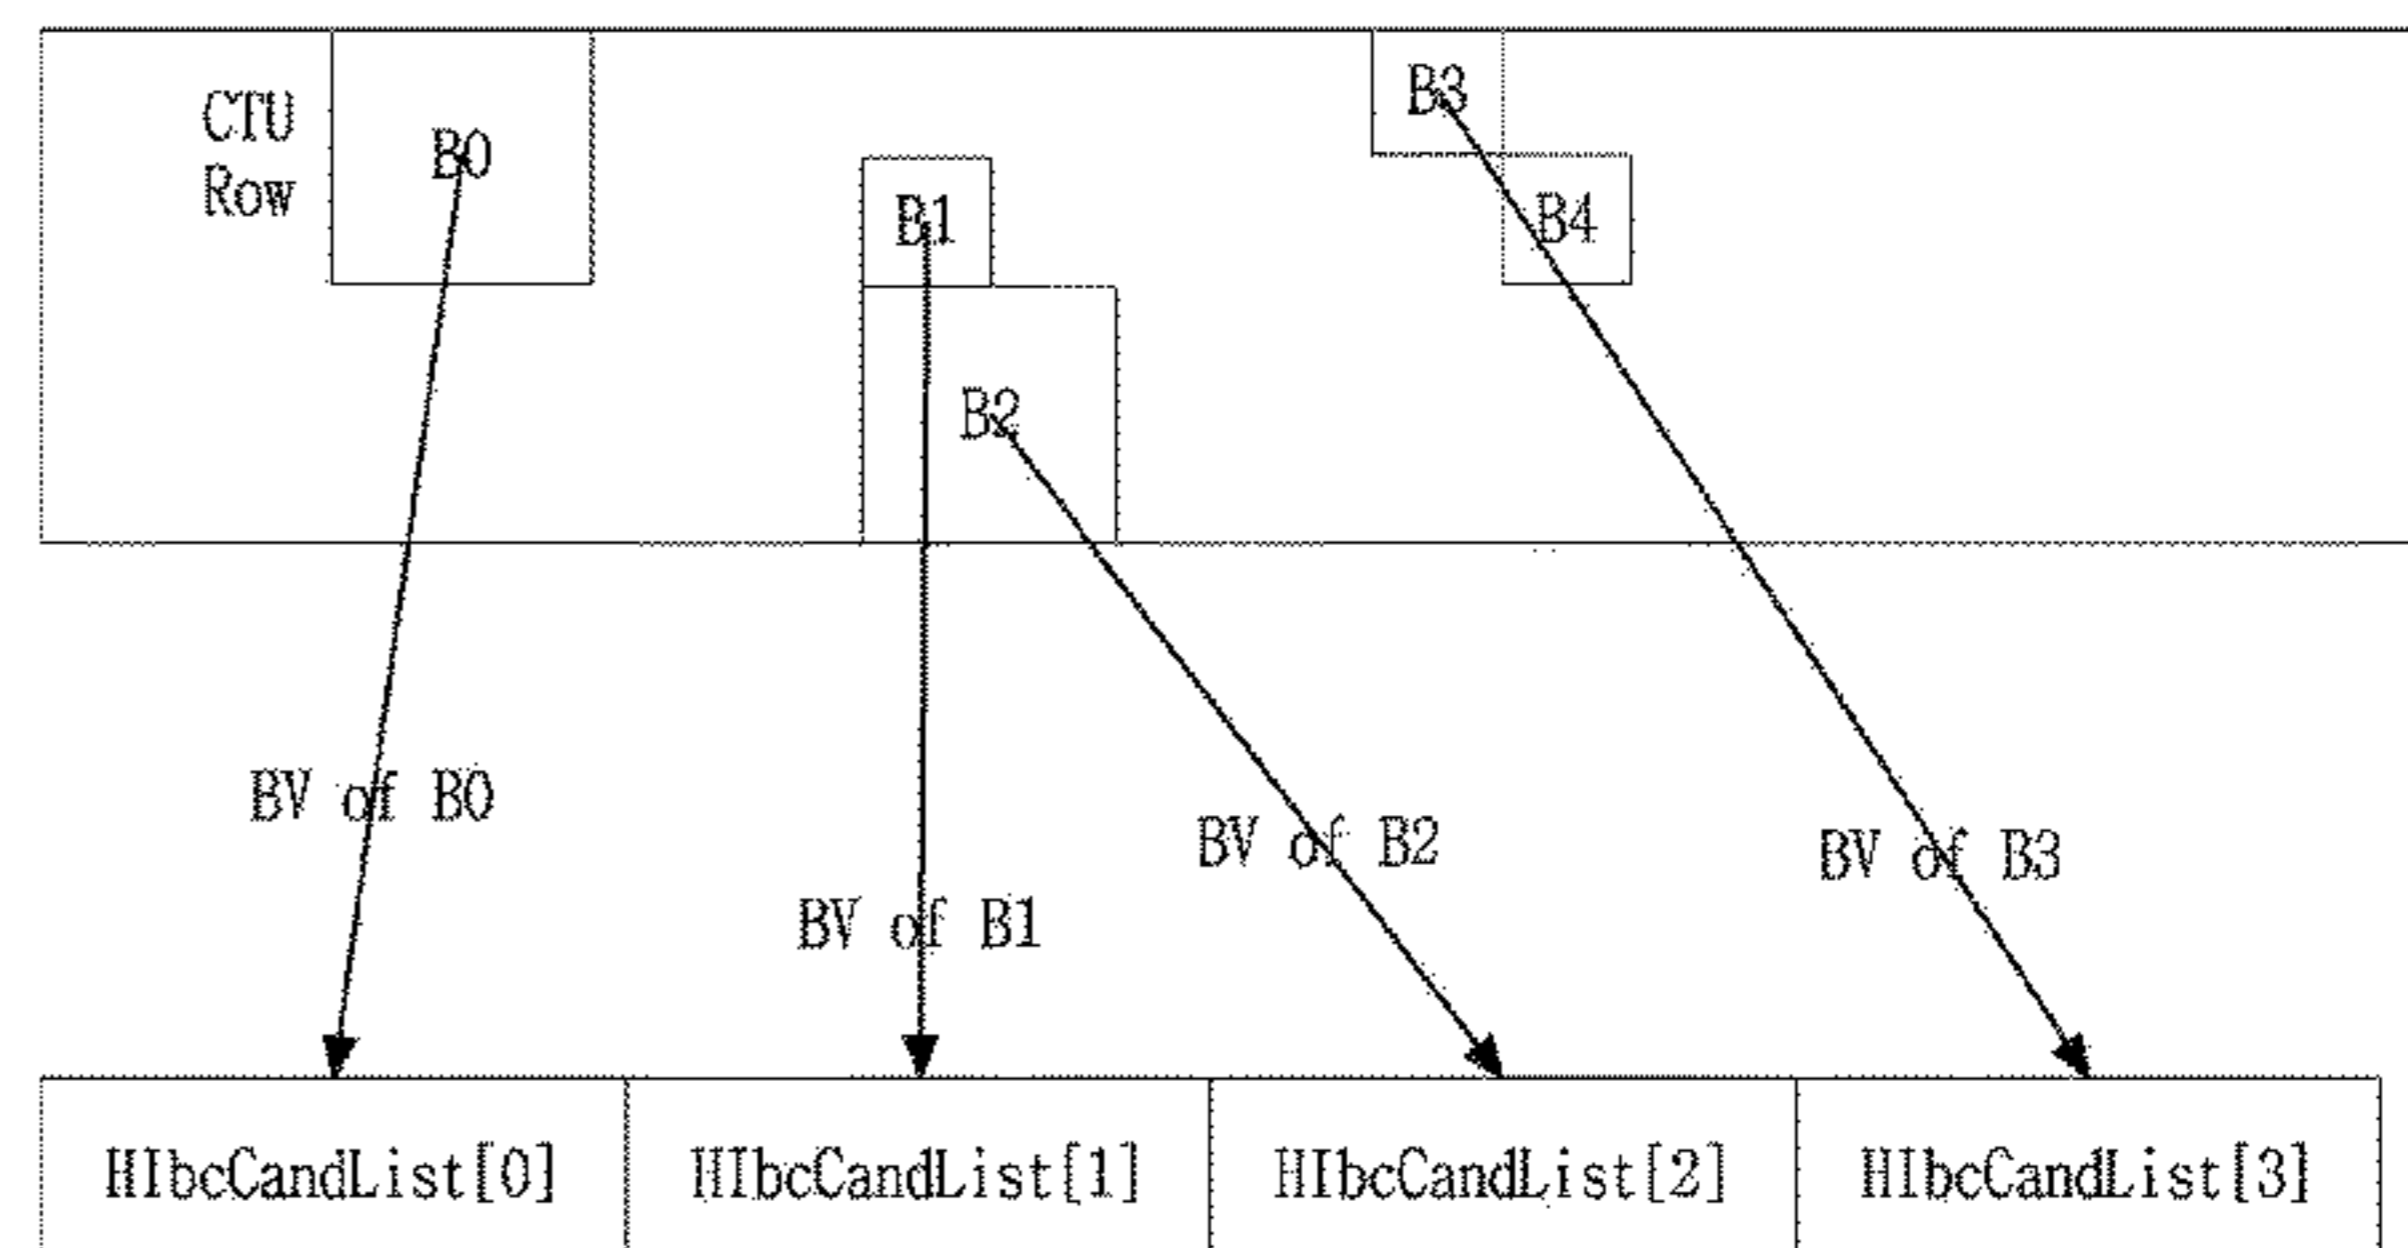 CTU
Row
B0
B1
B2
B3
B4
BV of B0
BV of B1
BV of B2
BV of B3
HIbcCandList[0]
HIbcCandList[1]
HIbcCandList[2]
HIbcCandList[3]